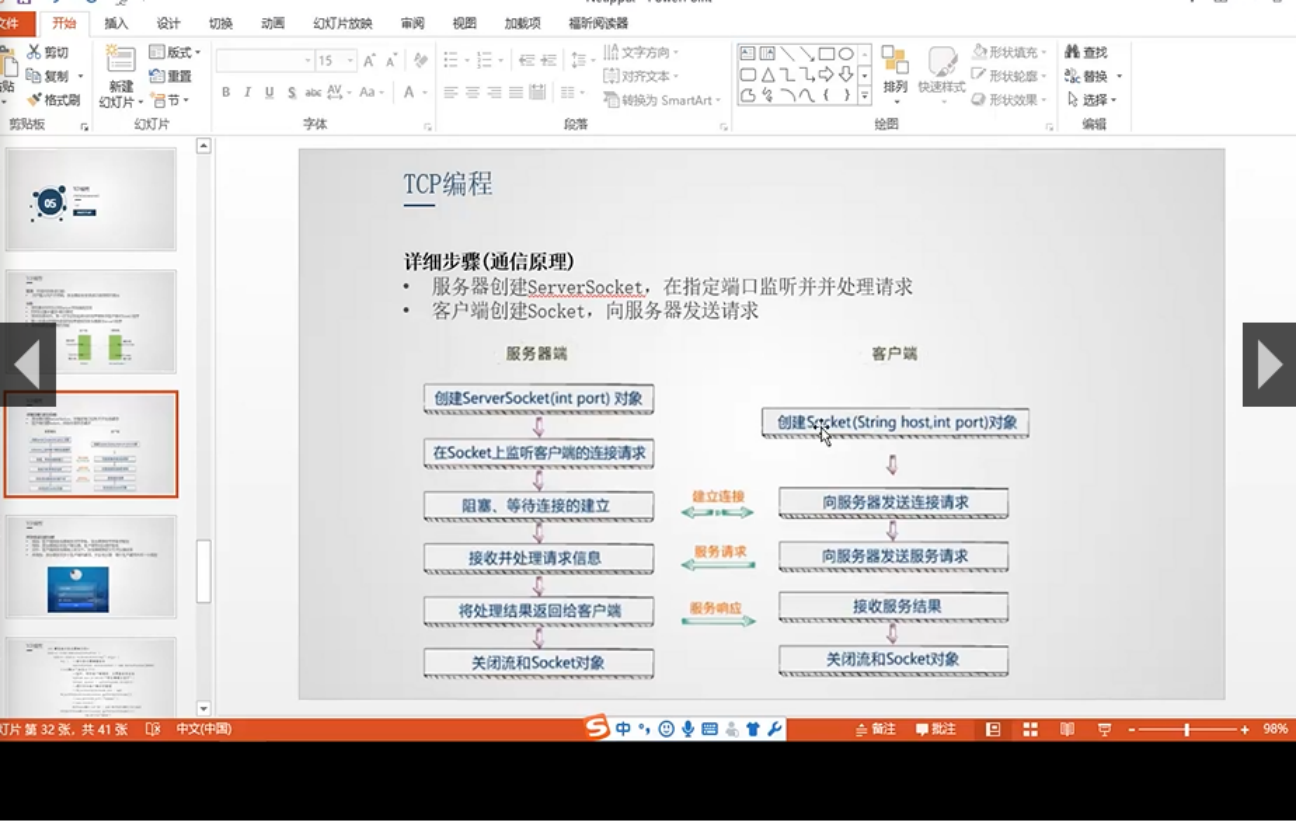 文件 开始 插入 设计 切换 动画 幻灯片放映 审阅 视图 加载项 福昕阅读器
剪切
复制
格式刷
剪贴板
新建
幻灯片
版式
重置
节
幻灯片
15
B I U S abc AV Aa A
字体
文字方向
对齐文本
转换为 SmartArt
段落
排列
快速样式
形状填充
形状轮廓
形状效果
绘图
查找
替换
选择
编辑
05
TCP编程
详细步骤(通信原理)
• 服务器创建ServerSocket，在指定端口监听并并处理请求
• 客户端创建Socket，向服务器发送请求
服务器端
客户端
创建ServerSocket(int port) 对象
创建Socket(String host,int port)对象
在Socket上监听客户端的连接请求
阻塞、等待连接的建立
建立连接
向服务器发送连接请求
接收并处理请求信息
服务请求
向服务器发送服务请求
将处理结果返回给客户端
服务响应
接收服务结果
关闭流和Socket对象
关闭流和Socket对象
灯片 第 32 张，共 41 张 中文(中国)
中
备注 批注 98%